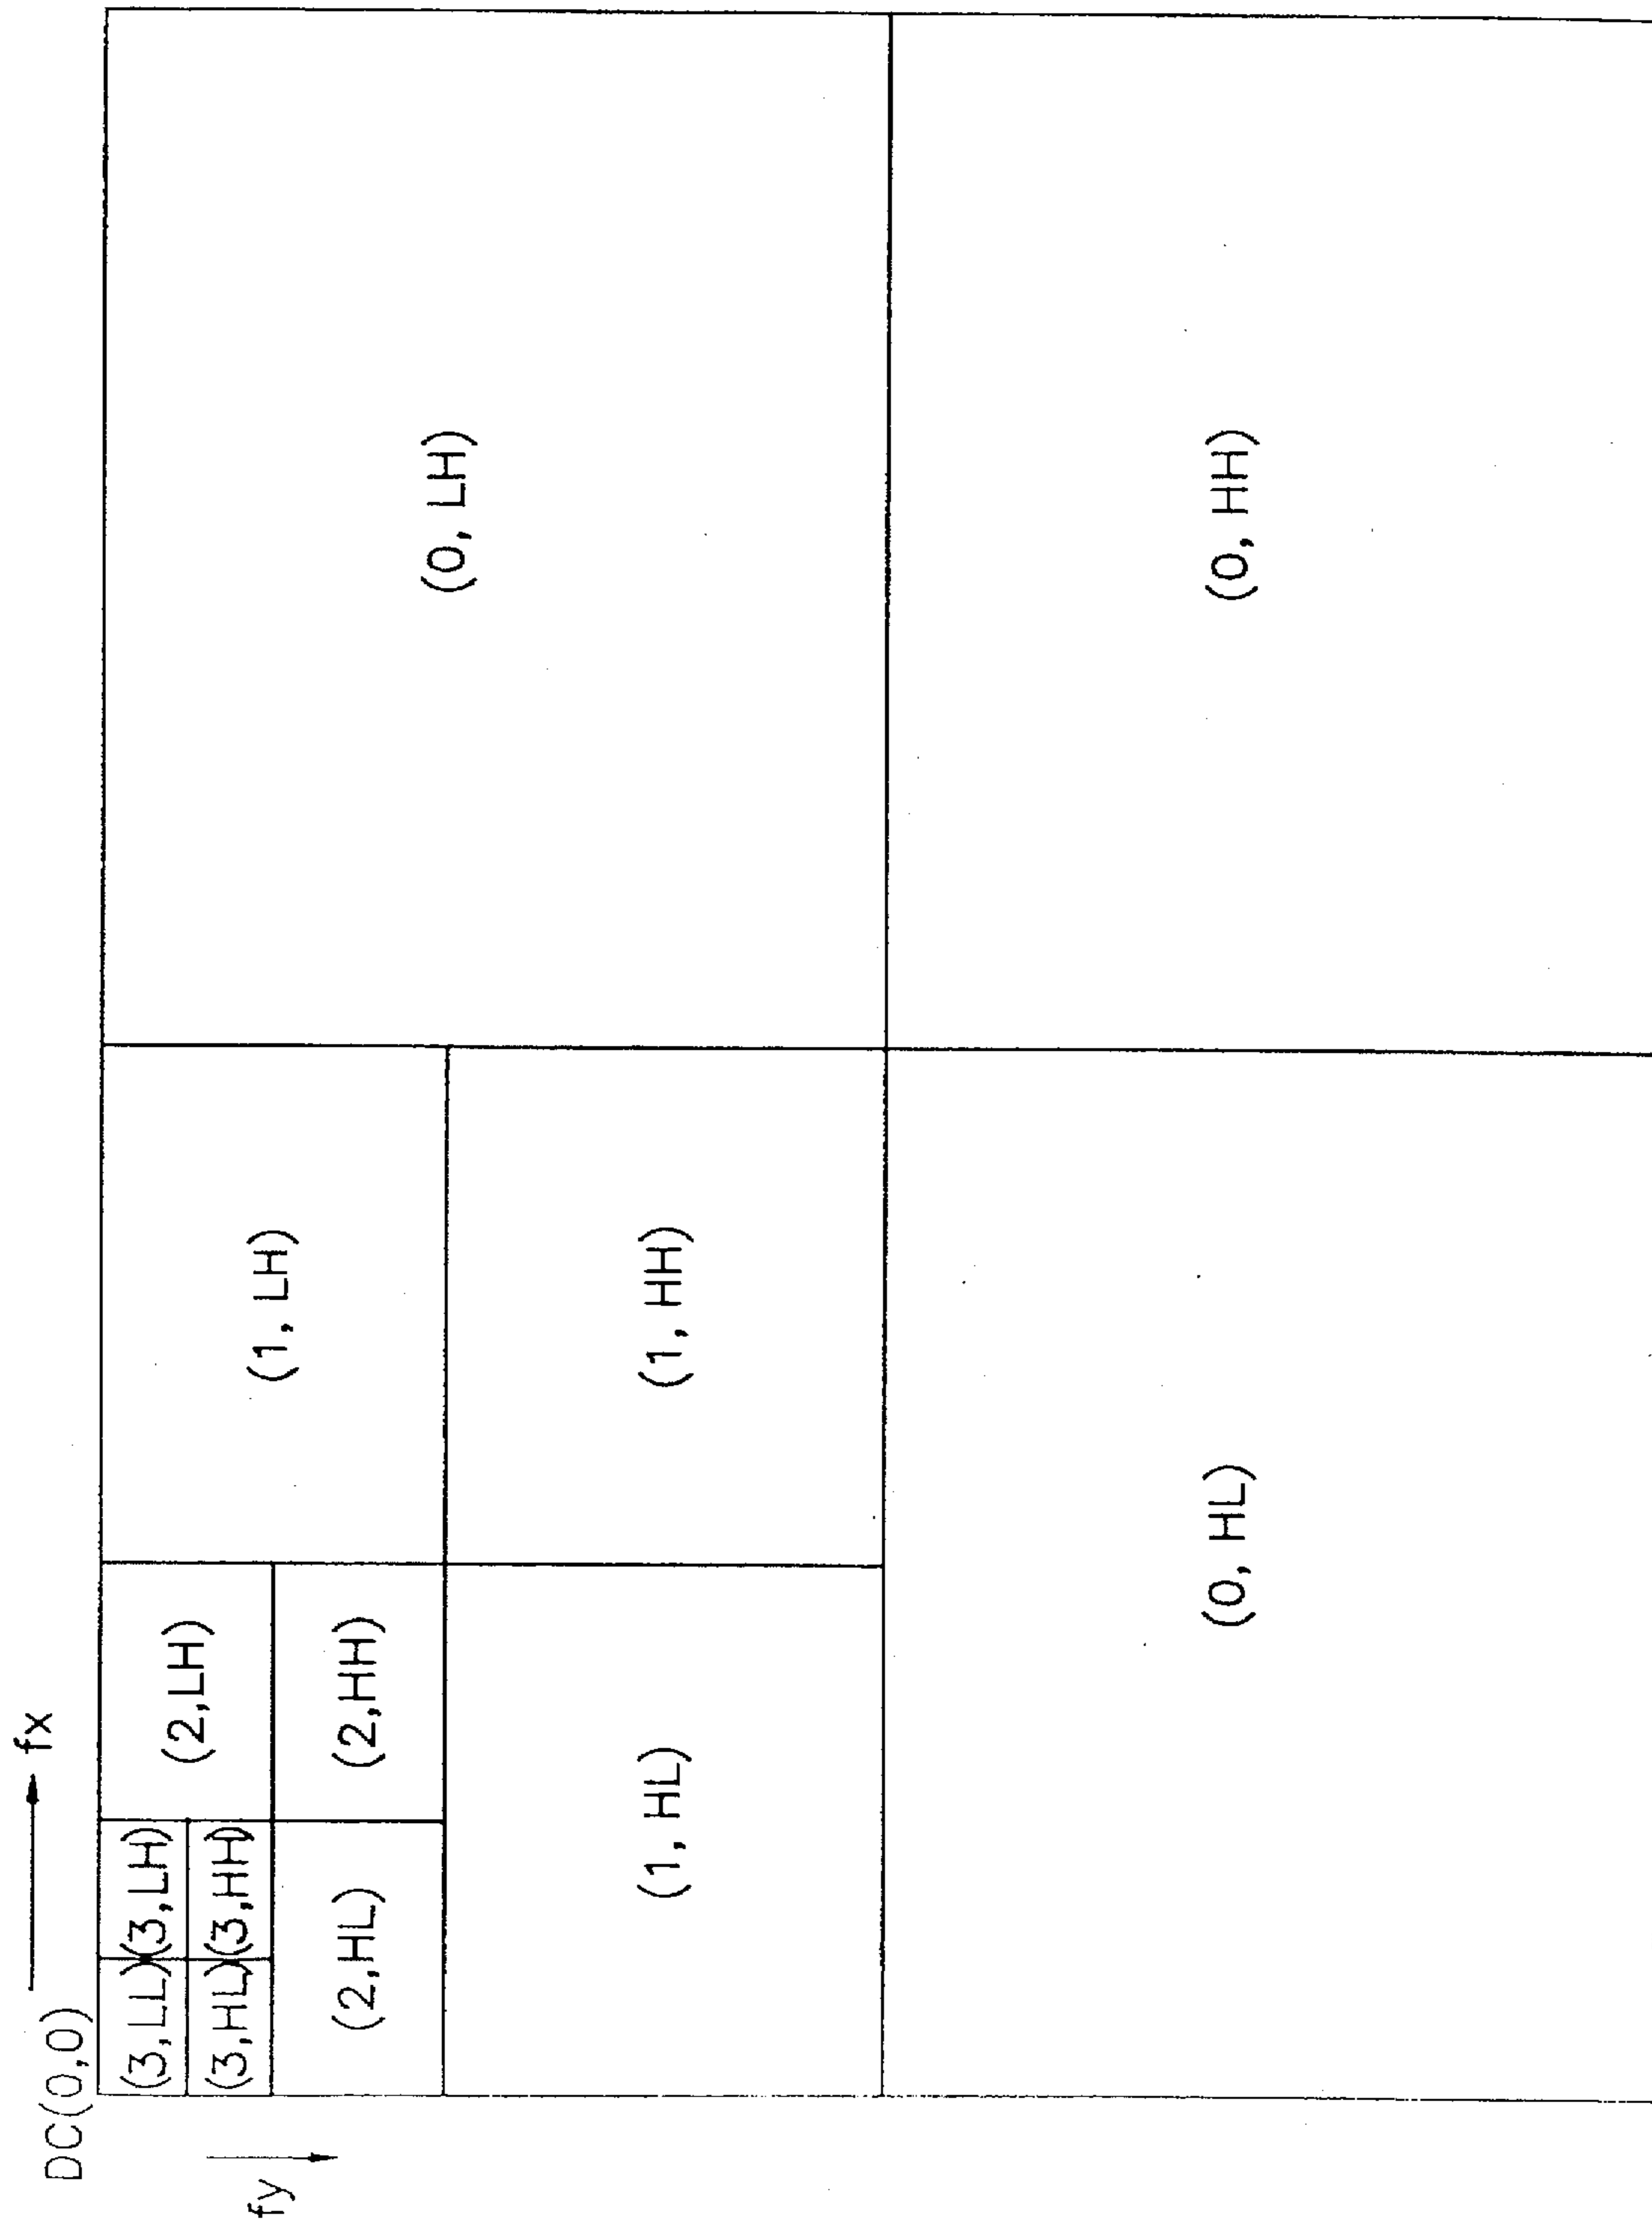 DC(0,0)
fx
fy
(3,LL)(3,LH)
(2,LH)
(1, LH)
(0, LH)
(3,HL)(3,HH)
(2,HL)
(2,HH)
(1, HL)
(1, HH)
(0, HL)
(0, HH)